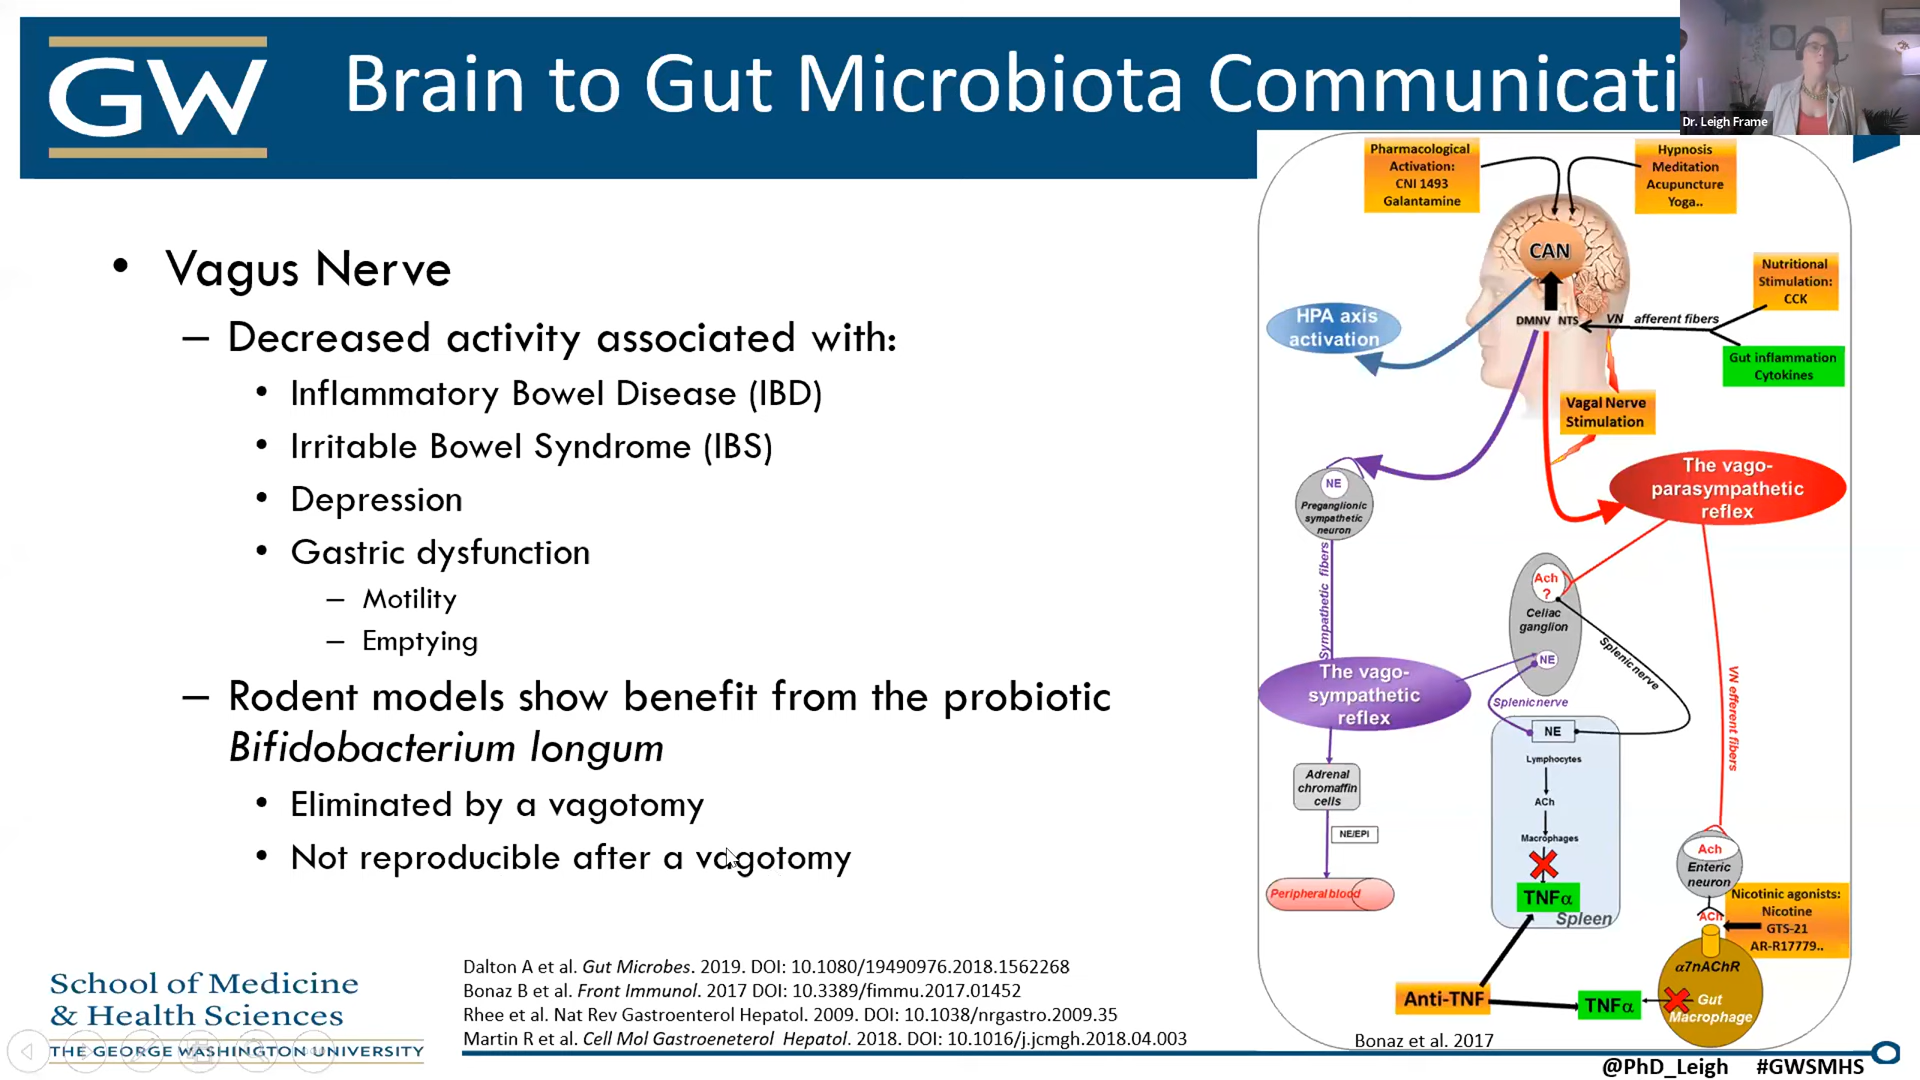 GW
Brain to Gut Microbiota Communicati
Dr. Leigh Frame
• Vagus Nerve
– Decreased activity associated with:
• Inflammatory Bowel Disease (IBD)
• Irritable Bowel Syndrome (IBS)
• Depression
• Gastric dysfunction
– Motility
– Emptying
– Rodent models show benefit from the probiotic
Bifidobacterium longum
• Eliminated by a vagotomy
• Not reproducible after a vagotomy
Pharmacological
Activation:
CNI 1493
Galantamine
Hypnosis
Meditation
Acupuncture
Yoga..
CAN
Nutritional
Stimulation:
CCK
HPA axis
activation
DMNV NTS
VN afferent fibers
Gut inflammation
Cytokines
Vagal Nerve
Stimulation
The vago-
parasympathetic
reflex
NE
Preganglionic
sympathetic
neuron
Sympathetic fibers
Ach
?
Celiac
ganglion
NE
Splenic nerve
Splenic nerve
VN efferent fibers
The vago-
sympathetic
reflex
NE
Lymphocytes
ACh
Macrophages
TNFα
Spleen
Adrenal
chromaffin
cells
NE/EPI
Peripheral blood
Ach
Enteric
neuron
ACh
Nicotinic agonists:
Nicotine
GTS-21
AR-R17779..
α7nAChR
Gut
Macrophage
Anti-TNF
TNFα
Bonaz et al. 2017
School of Medicine
& Health Sciences
THE GEORGE WASHINGTON UNIVERSITY
Dalton A et al. Gut Microbes. 2019. DOI: 10.1080/19490976.2018.1562268
Bonaz B et al. Front Immunol. 2017 DOI: 10.3389/fimmu.2017.01452
Rhee et al. Nat Rev Gastroenterol Hepatol. 2009. DOI: 10.1038/nrgastro.2009.35
Martin R et al. Cell Mol Gastroeneterol Hepatol. 2018. DOI: 10.1016/j.jcmgh.2018.04.003
@PhD_Leigh #GWSMHS